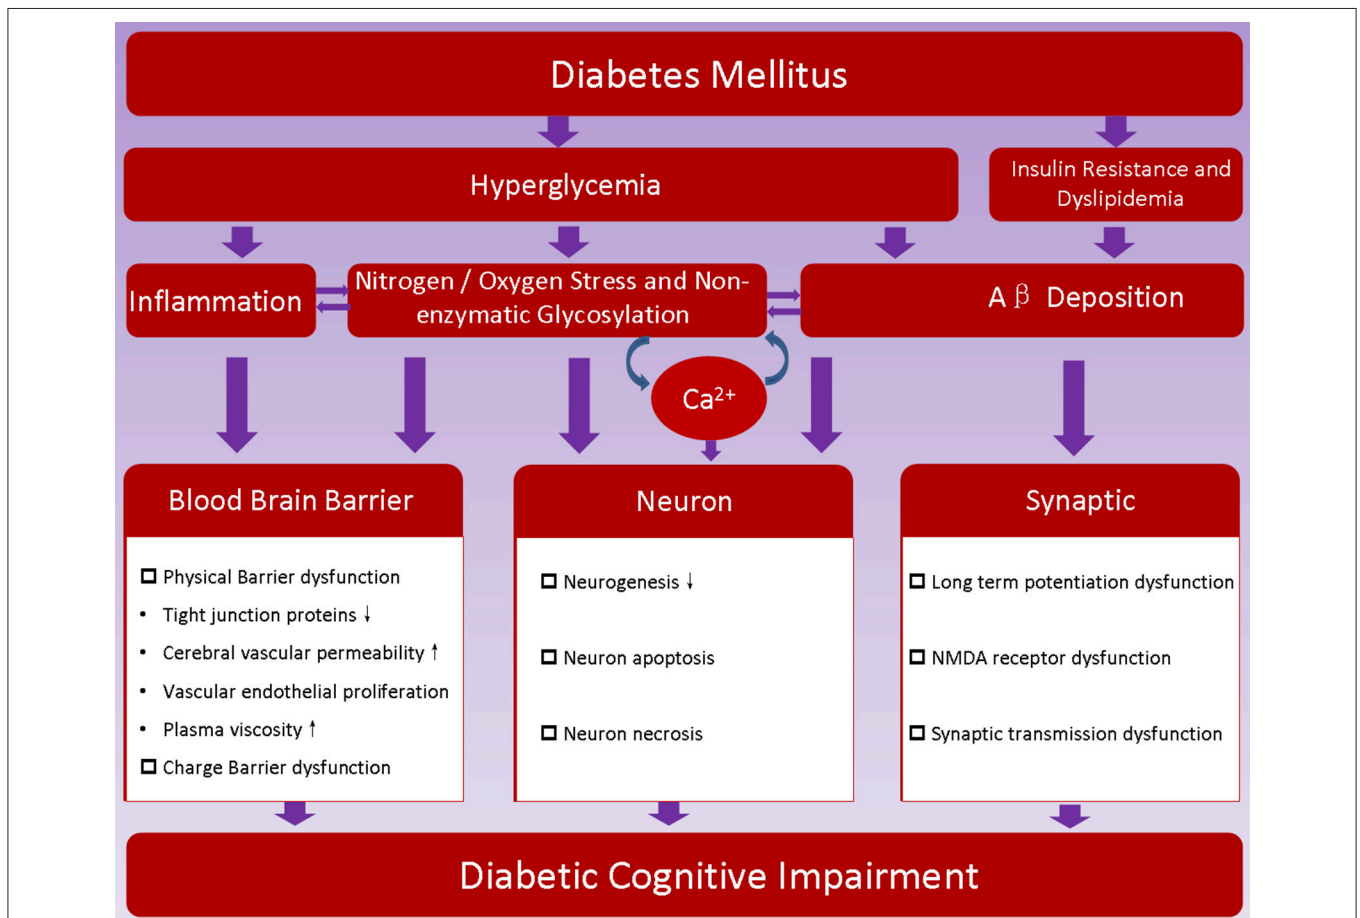 Diabetes Mellitus
Hyperglycemia
Insulin Resistance and
Dyslipidemia
Inflammation
Nitrogen / Oxygen Stress and Non-
enzymatic Glycosylation
Aβ Deposition
Ca²⁺
Blood Brain Barrier
☐ Physical Barrier dysfunction
• Tight junction proteins ↓
• Cerebral vascular permeability ↑
• Vascular endothelial proliferation
• Plasma viscosity ↑
☐ Charge Barrier dysfunction
Neuron
☐ Neurogenesis ↓
☐ Neuron apoptosis
☐ Neuron necrosis
Synaptic
☐ Long term potentiation dysfunction
☐ NMDA receptor dysfunction
☐ Synaptic transmission dysfunction
Diabetic Cognitive Impairment